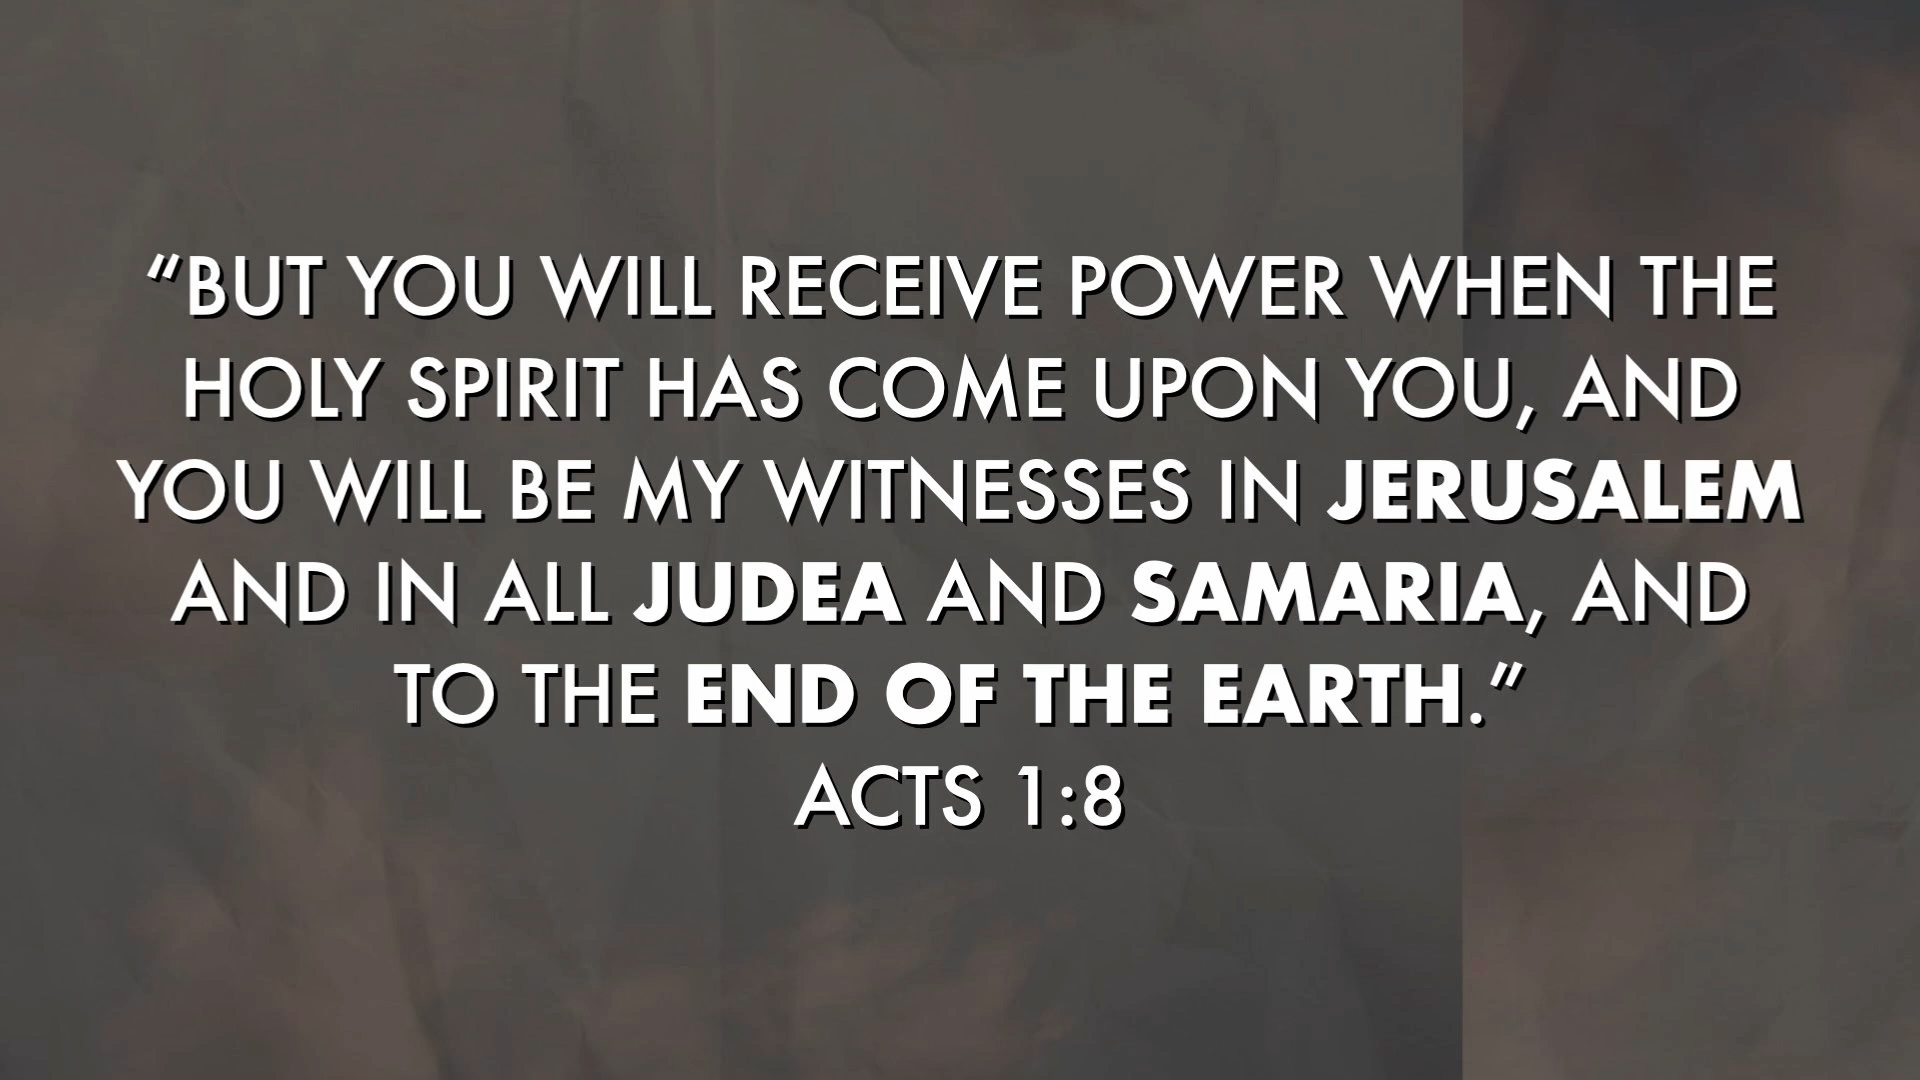 “BUT YOU WILL RECEIVE POWER WHEN THE
HOLY SPIRIT HAS COME UPON YOU, AND
YOU WILL BE MY WITNESSES IN JERUSALEM
AND IN ALL JUDEA AND SAMARIA, AND
TO THE END OF THE EARTH.”
ACTS 1:8